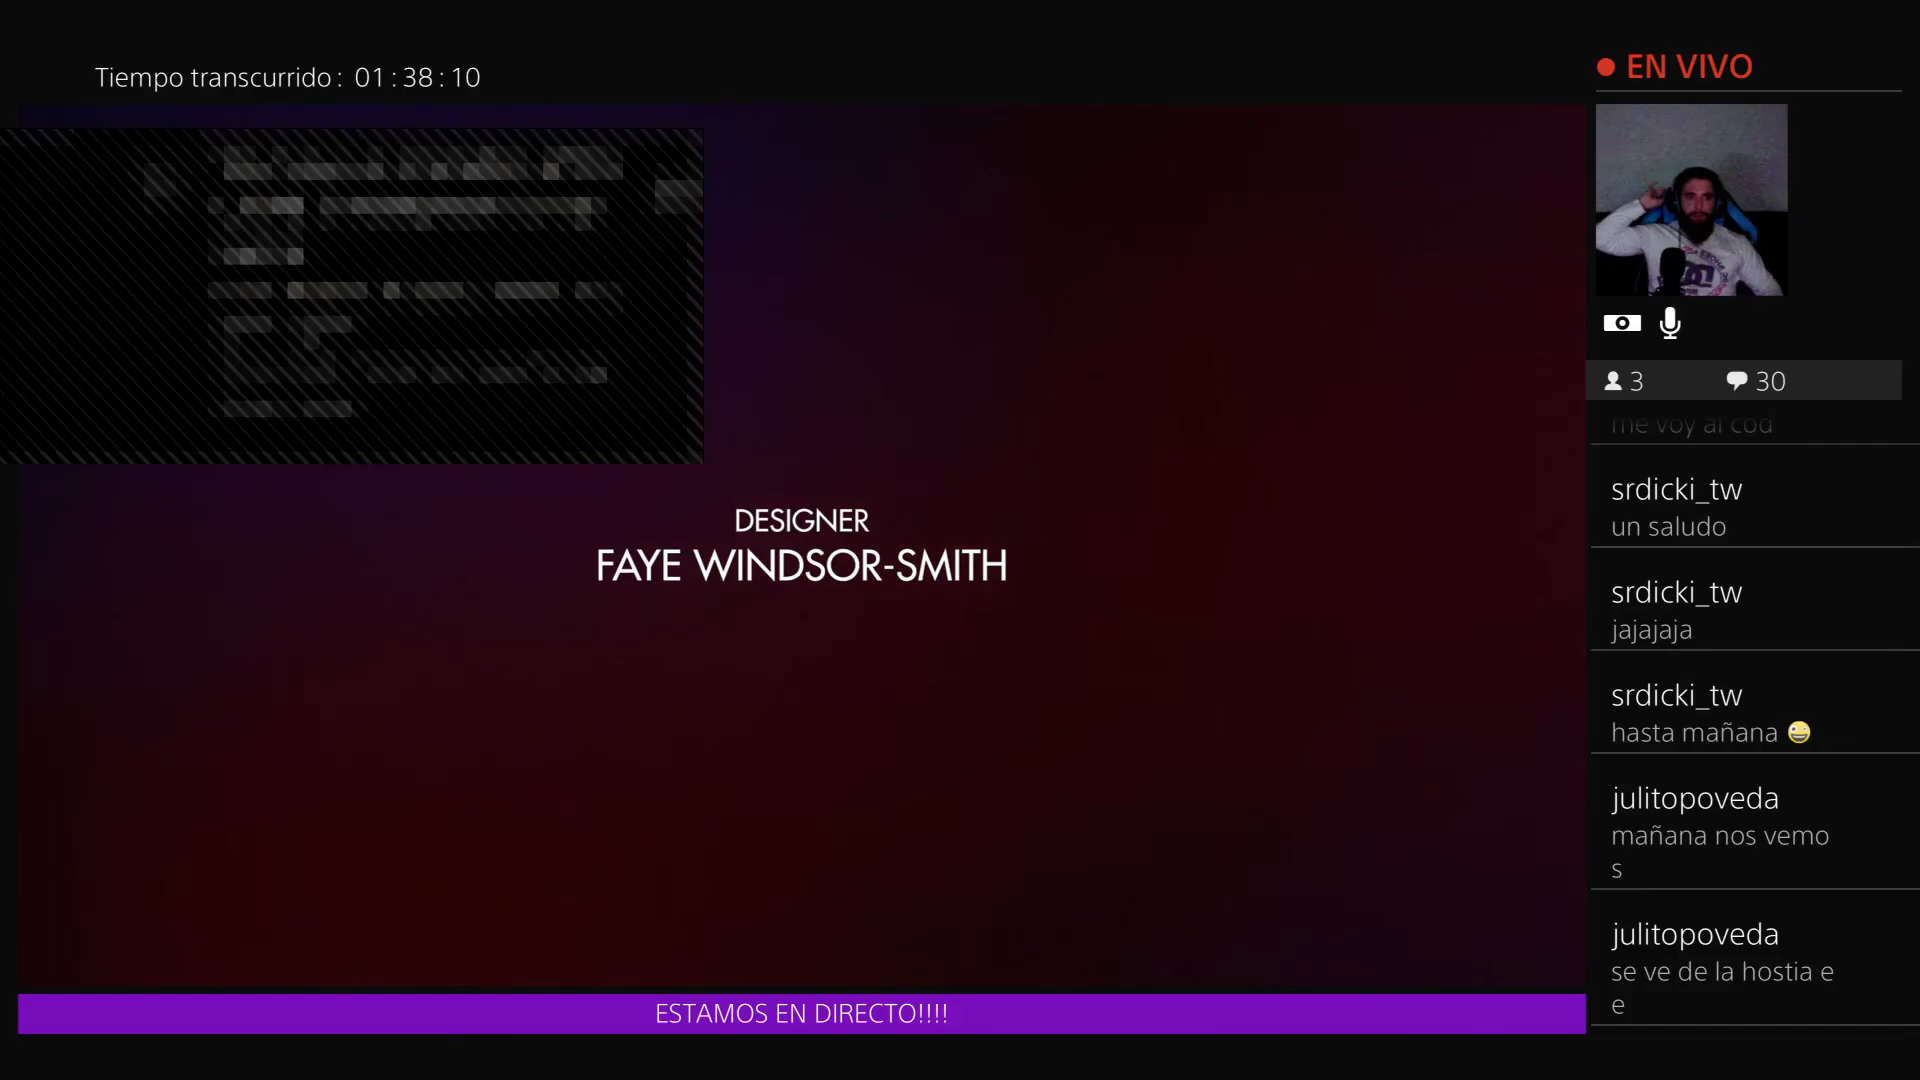 Tiempo transcurrido: 01:38:10
EN VIVO
3
30
me voy al cod
srdicki_tw
un saludo
srdicki_tw
jajajaja
srdicki_tw
hasta mañana 😜
julitopoveda
mañana nos vemo
s
julitopoveda
se ve de la hostia e
e
DESIGNER
FAYE WINDSOR-SMITH
ESTAMOS EN DIRECTO!!!!